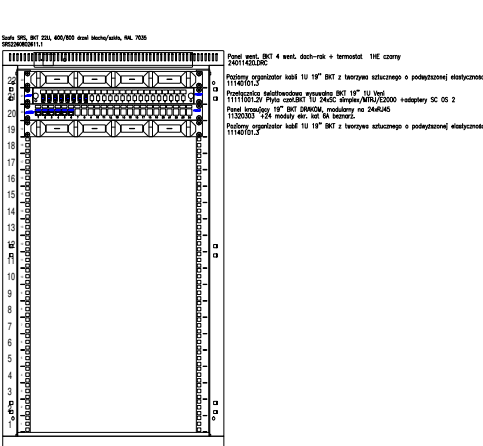 Szafa SRS, BKT 22U, 600/800 drzwi blacha/szkło, RAL 7035
SRS2260802611.1
Panel went. BKT 4 went. dach-rak + termostat 1HE czarny
24011420.DRC
Poziomy organizator kabli 1U 19" BKT z tworzywa sztucznego o podwyższonej elastyczności
11140101.3
Przełącznica światłowodowa wysuwalna BKT 19" 1U Veni
11111001.2V Płyta czoł.BKT 1U 24xSC simplex/MTRJ/E2000 +adaptery SC OS 2
Panel krosujący 19" BKT DRAKOM, modularny na 24xRJ45
11320303 +24 moduły ekr. kat 6A beznarz.
Poziomy organizator kabli 1U 19" BKT z tworzywa sztucznego o podwyższonej elastyczności
11140101.3
22
21
20
19
18
17
16
15
14
13
12
11
10
9
8
7
6
5
4
3
2
1